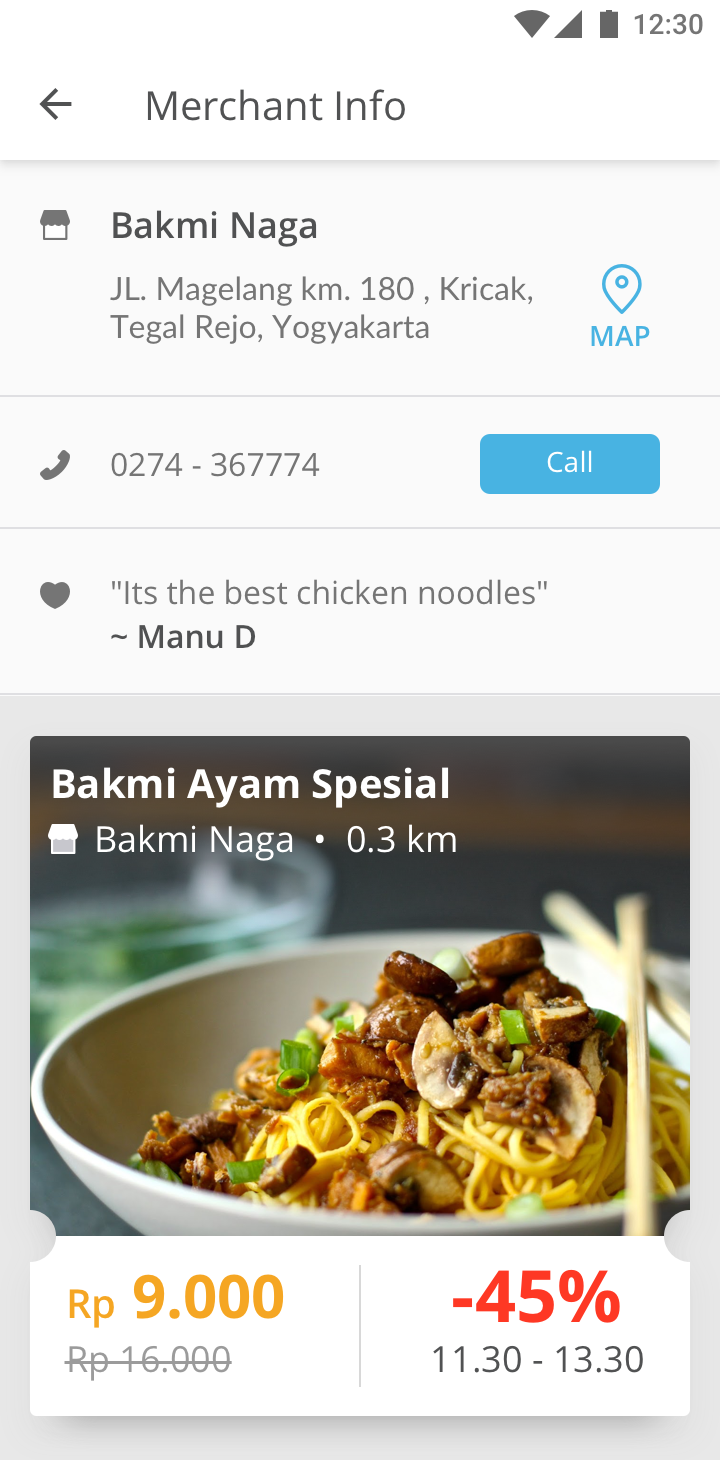 12:30
Merchant Info
Bakmi Naga
JL. Magelang km. 180 , Kricak,
Tegal Rejo, Yogyakarta
MAP
0274 - 367774
Call
"Its the best chicken noodles"
~ Manu D
Bakmi Ayam Spesial
Bakmi Naga • 0.3 km
Rp 9.000
Rp 16.000
-45%
11.30 - 13.30